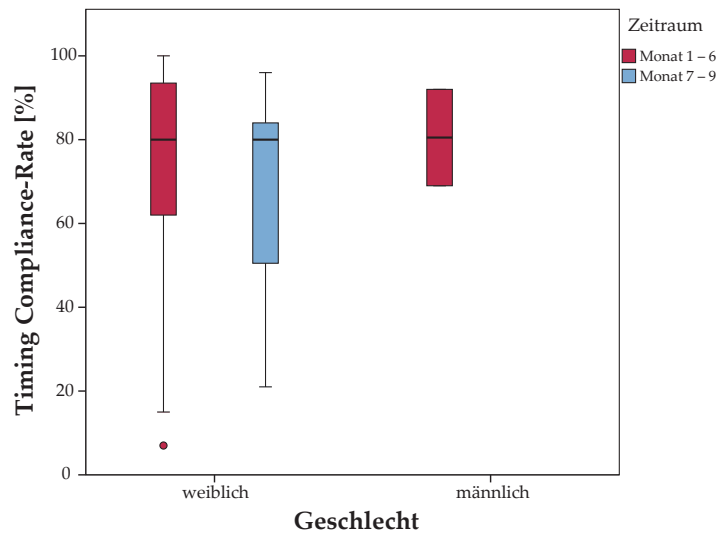 Zeitraum
Monat 1 – 6
Monat 7 – 9
Timing Compliance-Rate [%]
100
80
60
40
20
0
weiblich
männlich
Geschlecht